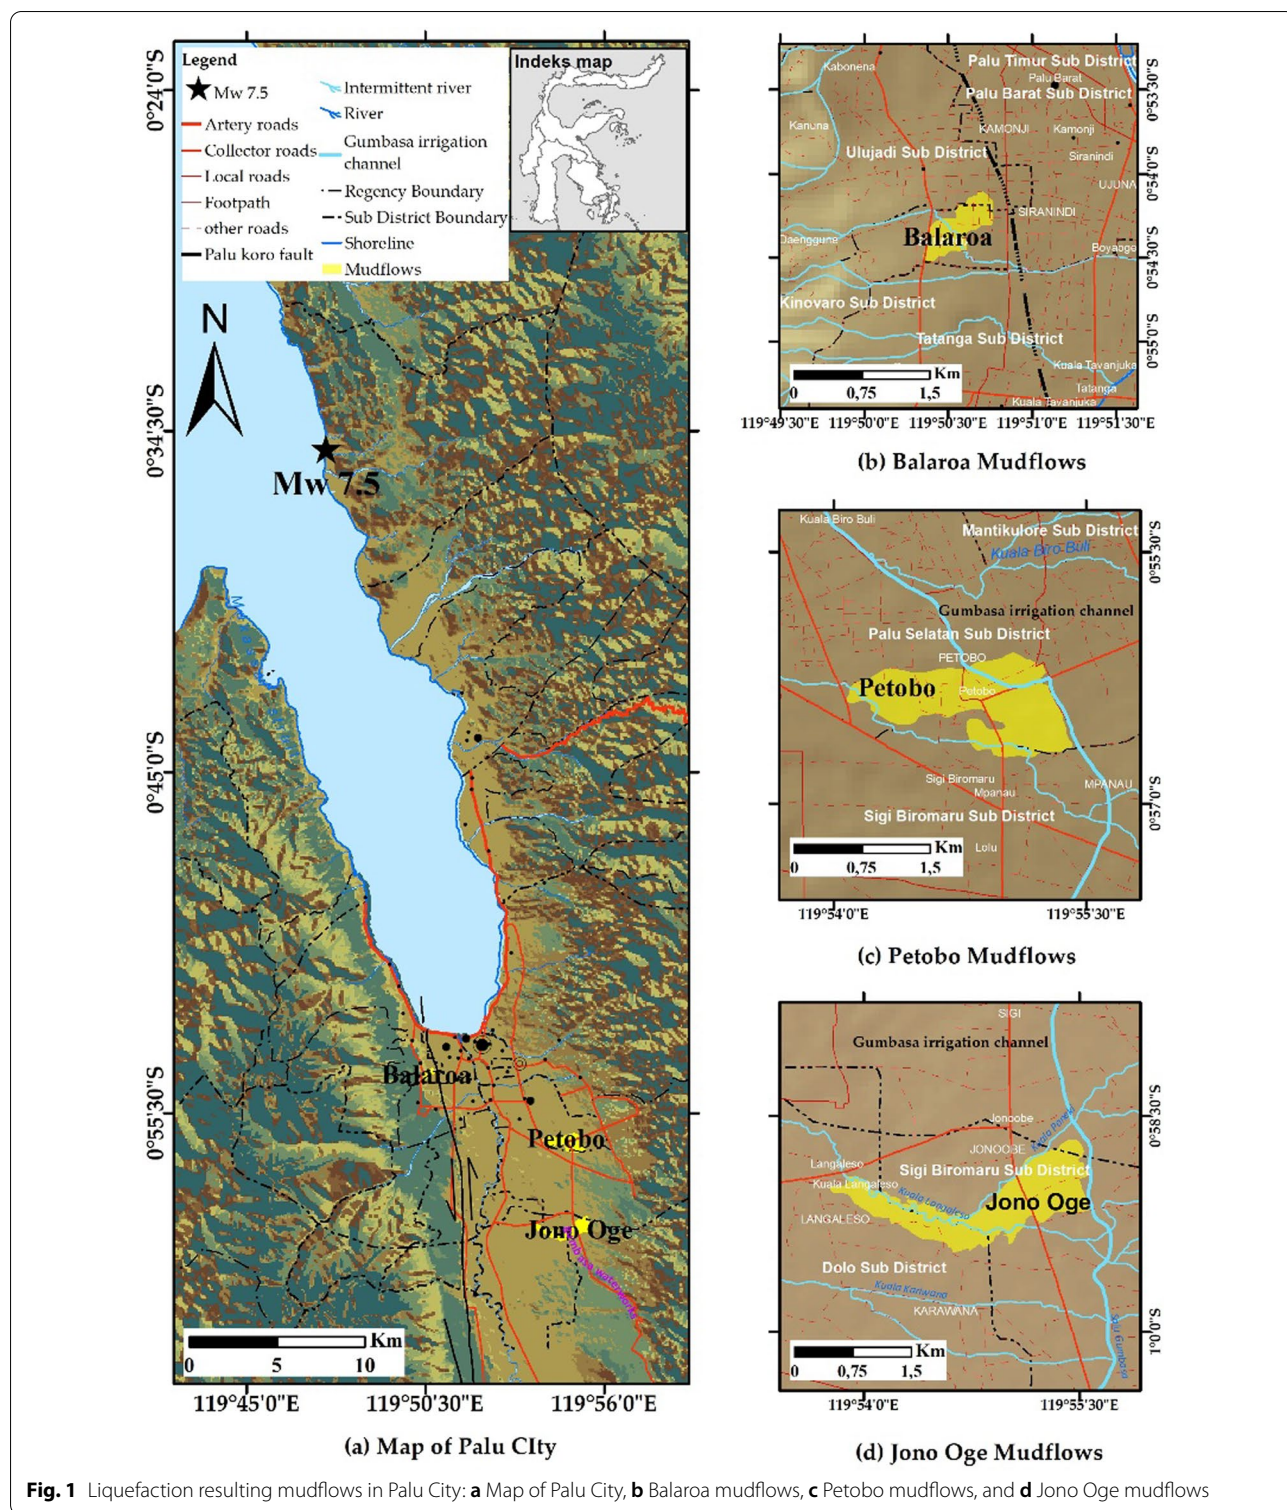 Legend
Mw 7.5
Artery roads
Collector roads
Local roads
Footpath
other roads
Palu koro fault
Intermittent river
River
Gumbasa irrigation
channel
Regency Boundary
Sub District Boundary
Shoreline
Mudflows
Indeks map
N
Mw 7.5
Balaroa
Petobo
Jono Oge
Km
0 5 10
0°24'0"S
0°34'30"S
0°45'0"S
0°55'30"S
119°45'0"E 119°50'30"E 119°56'0"E
(a) Map of Palu CIty
Palu Timur Sub District
Kabonena
Palu Barat
Palu Barat Sub District
Kanuna
KAMONJI
Kamonji
Ulujadi Sub District
Siranindi
UJUNA
SIRANINDI
Balaroa
Daenggune
Boyaoge
Kinovaro Sub District
Tatanga Sub District
Kuala Tavanjuka
Tatanga
Kuala Tavanjuka
Km
0 0,75 1,5
0°53'30"S
0°54'0"S
0°54'30"S
0°55'0"S
119°49'30"E 119°50'0"E 119°50'30"E 119°51'0"E 119°51'30"E
(b) Balaroa Mudflows
Kuala Biro Buli
Mantikulore Sub District
Kuala Biro Buli
Gumbasa irrigation channel
Palu Selatan Sub District
PETOBO
Petobo
Petobo
Sigi Biromaru
Mpanau
MPANAU
Sigi Biromaru Sub District
Lolu
Km
0 0,75 1,5
0°55'30"S
0°57'0"S
119°54'0"E 119°55'30"E
(c) Petobo Mudflows
SIGI
Gumbasa irrigation channel
Jonoobe
JONOOBE
Langaleso
Sigi Biromaru Sub District
Kuala Langaleso
Kuala Langaleso
Jono Oge
LANGALESO
Dolo Sub District
Kuala Kanwano
KARAWANA
Km
0 0,75 1,5
0°58'30"S
1°0'0"S
119°54'0"E 119°55'30"E
(d) Jono Oge Mudflows
Fig. 1 Liquefaction resulting mudflows in Palu City: a Map of Palu City, b Balaroa mudflows, c Petobo mudflows, and d Jono Oge mudflows